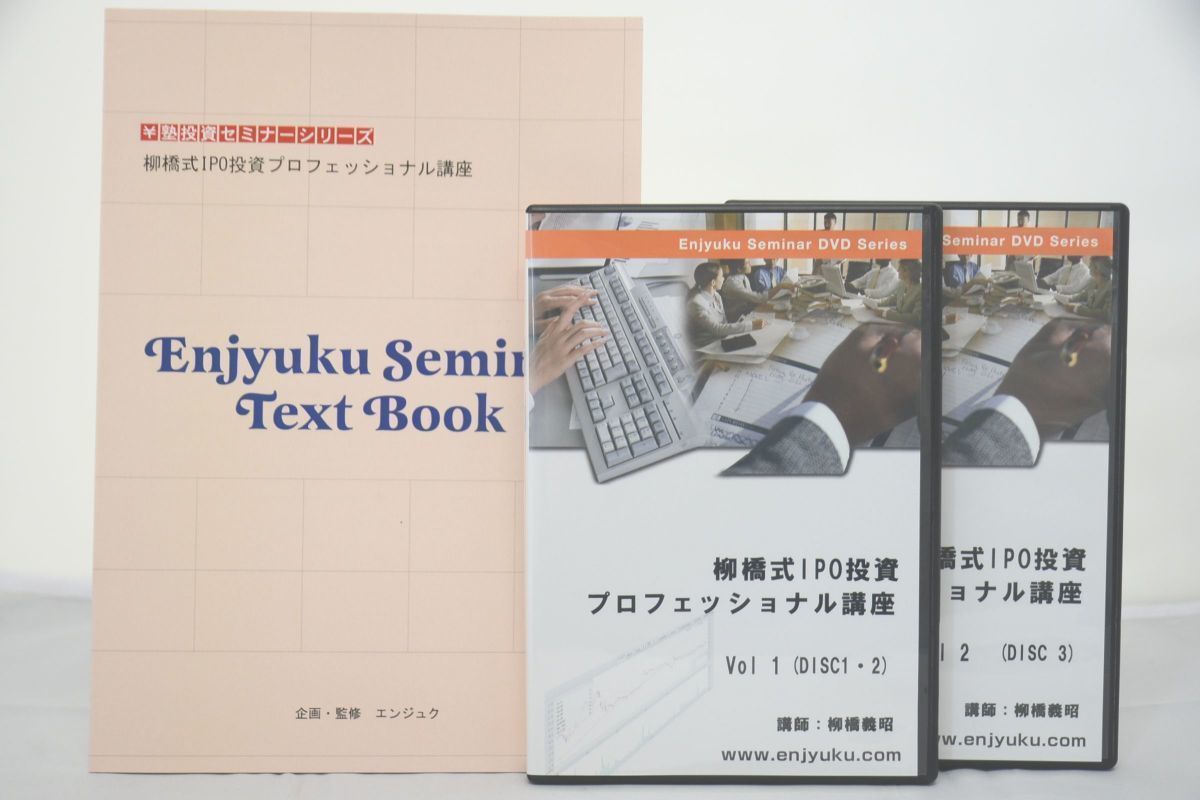 ¥塾投資セミナーシリーズ
柳橋式IPO投資プロフェッショナル講座
Enjyuku Semin
Text Book
企画・監修 エンジュク
Enjyuku Seminar DVD Series
柳橋式IPO投資
プロフェッショナル講座
Vol 1 (DISC1・2)
講師：柳橋義昭
www.enjyuku.com
Seminar DVD Series
橋式IPO投資
ョナル講座
l 2 (DISC 3)
講師：柳橋義昭
w.enjyuku.com